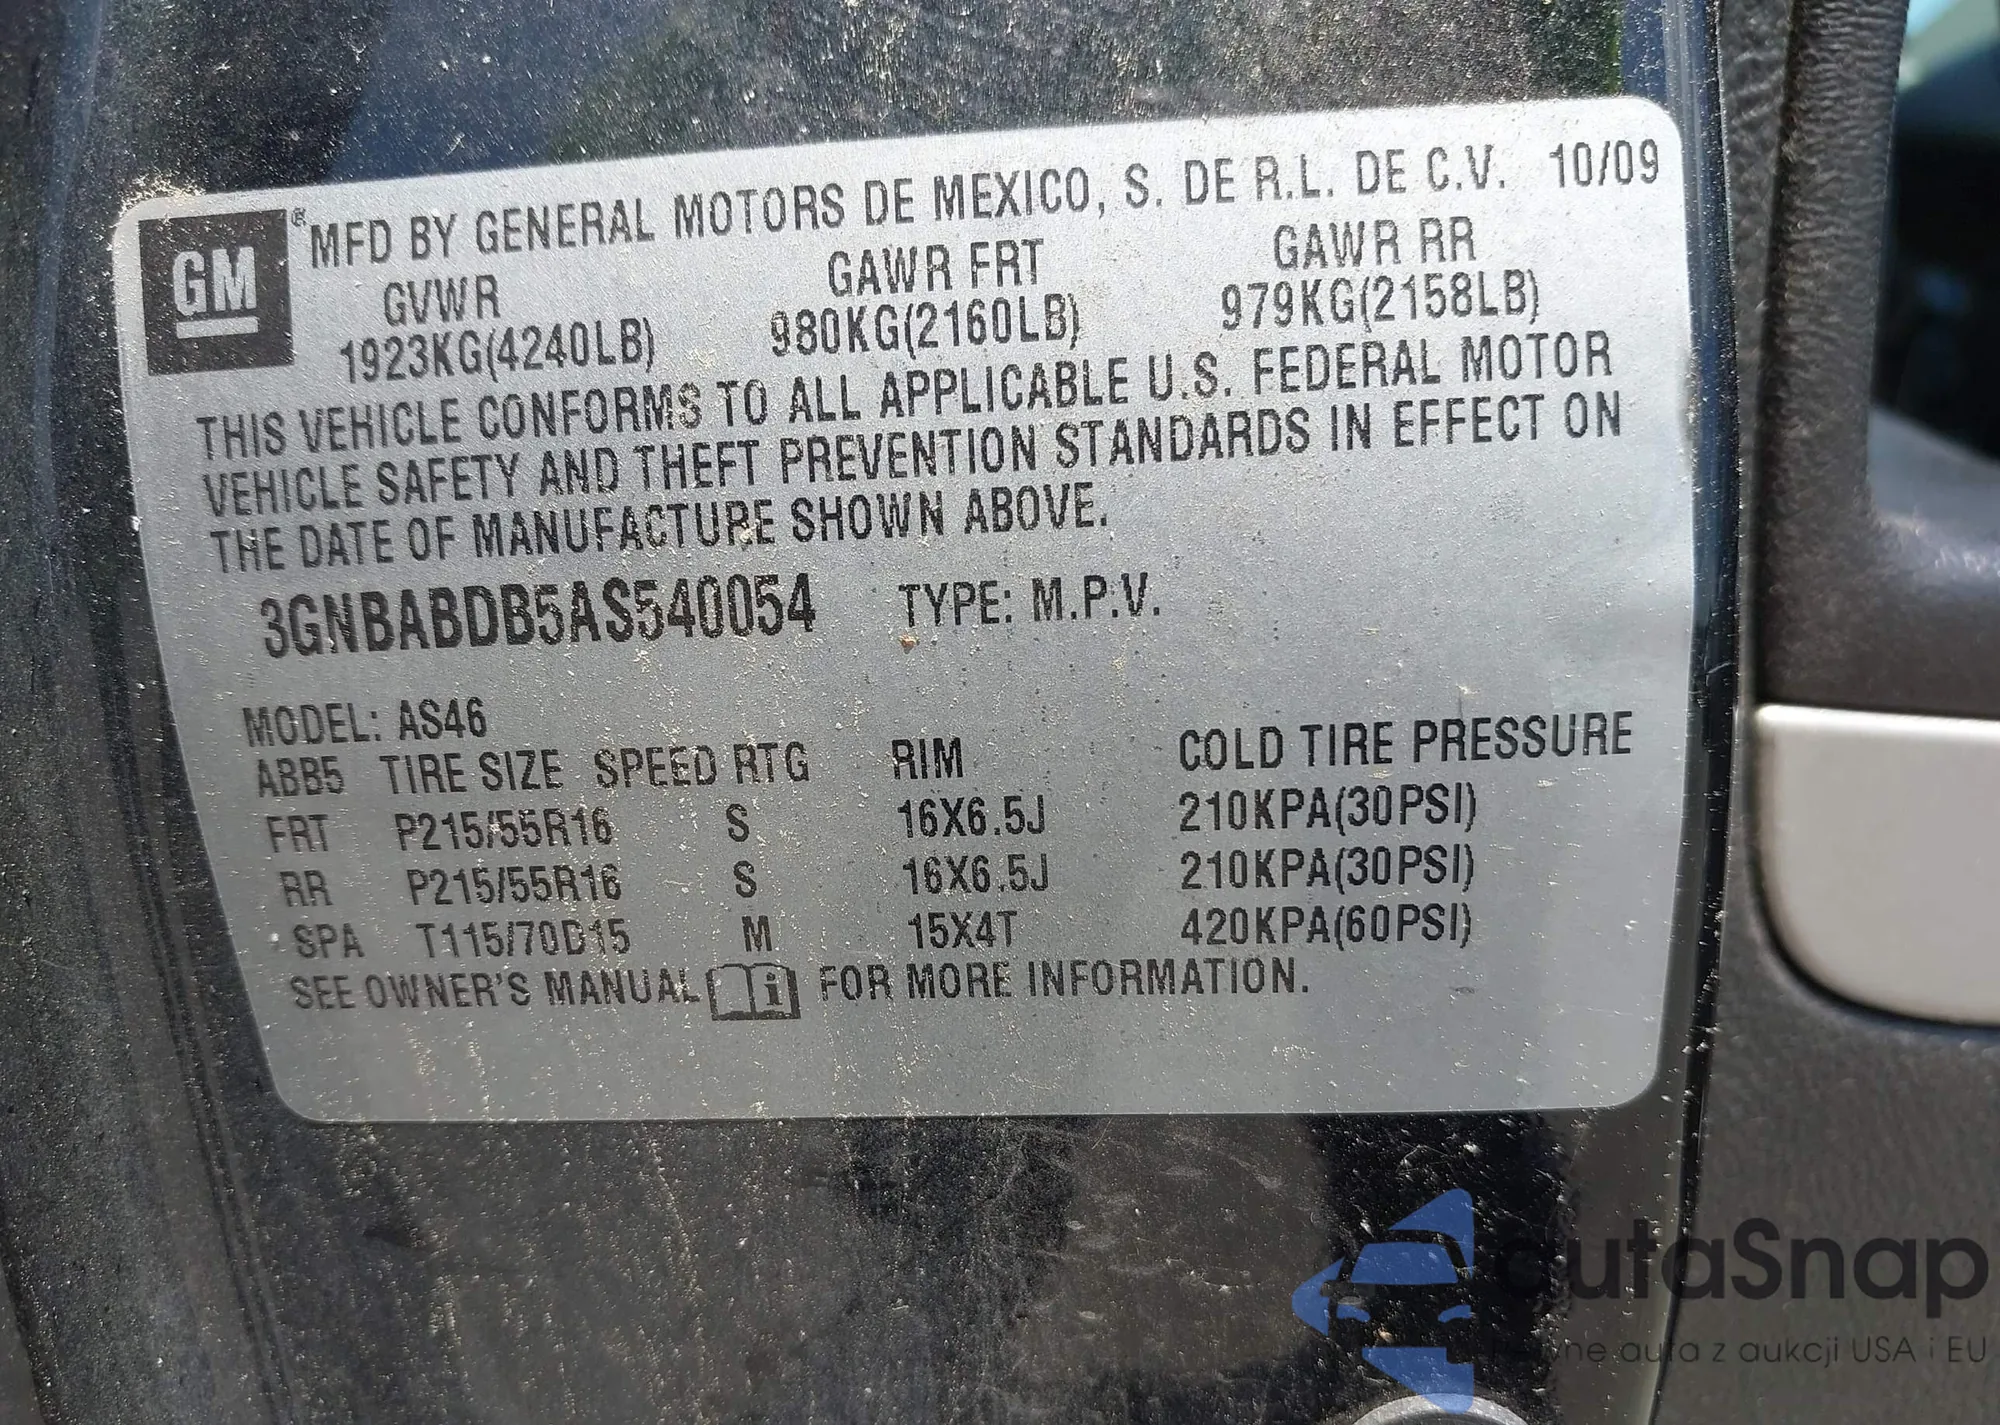 GM ® MFD BY GENERAL MOTORS DE MEXICO, S. DE R.L. DE C.V. 10/09
GVWR GAWR FRT GAWR RR
1923KG(4240LB) 980KG(2160LB) 979KG(2158LB)
THIS VEHICLE CONFORMS TO ALL APPLICABLE U.S. FEDERAL MOTOR
VEHICLE SAFETY AND THEFT PREVENTION STANDARDS IN EFFECT ON
THE DATE OF MANUFACTURE SHOWN ABOVE.
3GNBABDB5AS540054 TYPE: M.P.V.
MODEL: AS46
ABB5 TIRE SIZE SPEED RTG RIM COLD TIRE PRESSURE
FRT P215/55R16 S 16X6.5J 210KPA(30PSI)
RR P215/55R16 S 16X6.5J 210KPA(30PSI)
SPA T115/70D15 M 15X4T 420KPA(60PSI)
SEE OWNER'S MANUAL i FOR MORE INFORMATION.
autaSnap
auta z aukcji USA i EU